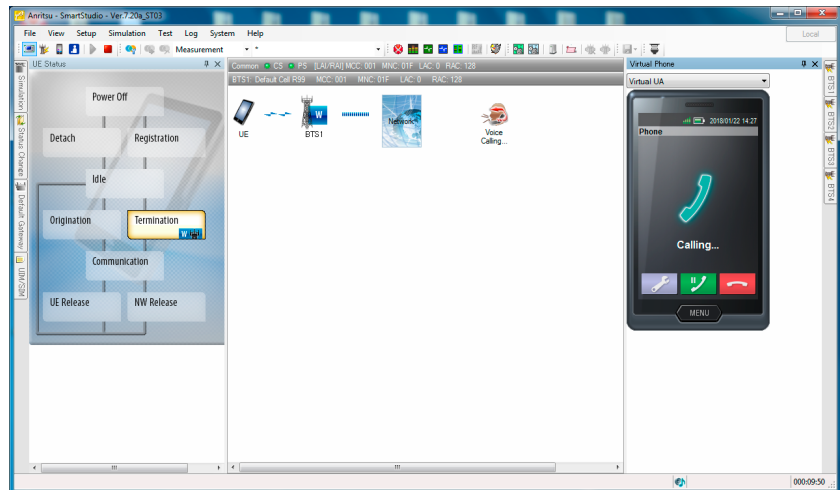 Anritsu - SmartStudio - Ver.7.20a_ST03
File View Setup Simulation Test Log System Help
Local
Measurement
UE Status
Common CS PS [LAI/RAI] MCC: 001 MNC: 01F LAC: 0 RAC: 128
BTS1 Default Cell R99 MCC: 001 MNC: 01F LAC: 0 RAC: 128
Virtual Phone
Virtual UA
Simulation
Status Change
Default Gateway
UIM/SIM
Power Off
Detach
Registration
Idle
Origination
Termination
W
Communication
UE Release
NW Release
UE
W
BTS1
Network
Voice
Calling...
2018/01/22 14:27
Phone
Calling...
MENU
BTS1
BTS2
BTS3
BTS4
000:09:50